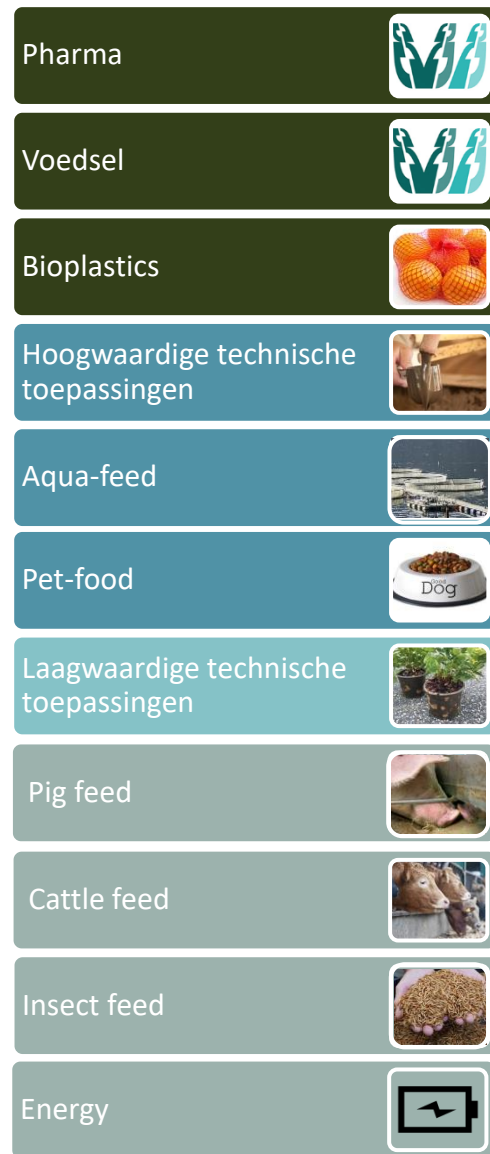 Pharma
Voedsel
Bioplastics
Hoogwaardige technische
toepassingen
Aqua-feed
Pet-food
Good
Dog
Laagwaardige technische
toepassingen
Pig feed
Cattle feed
Insect feed
Energy